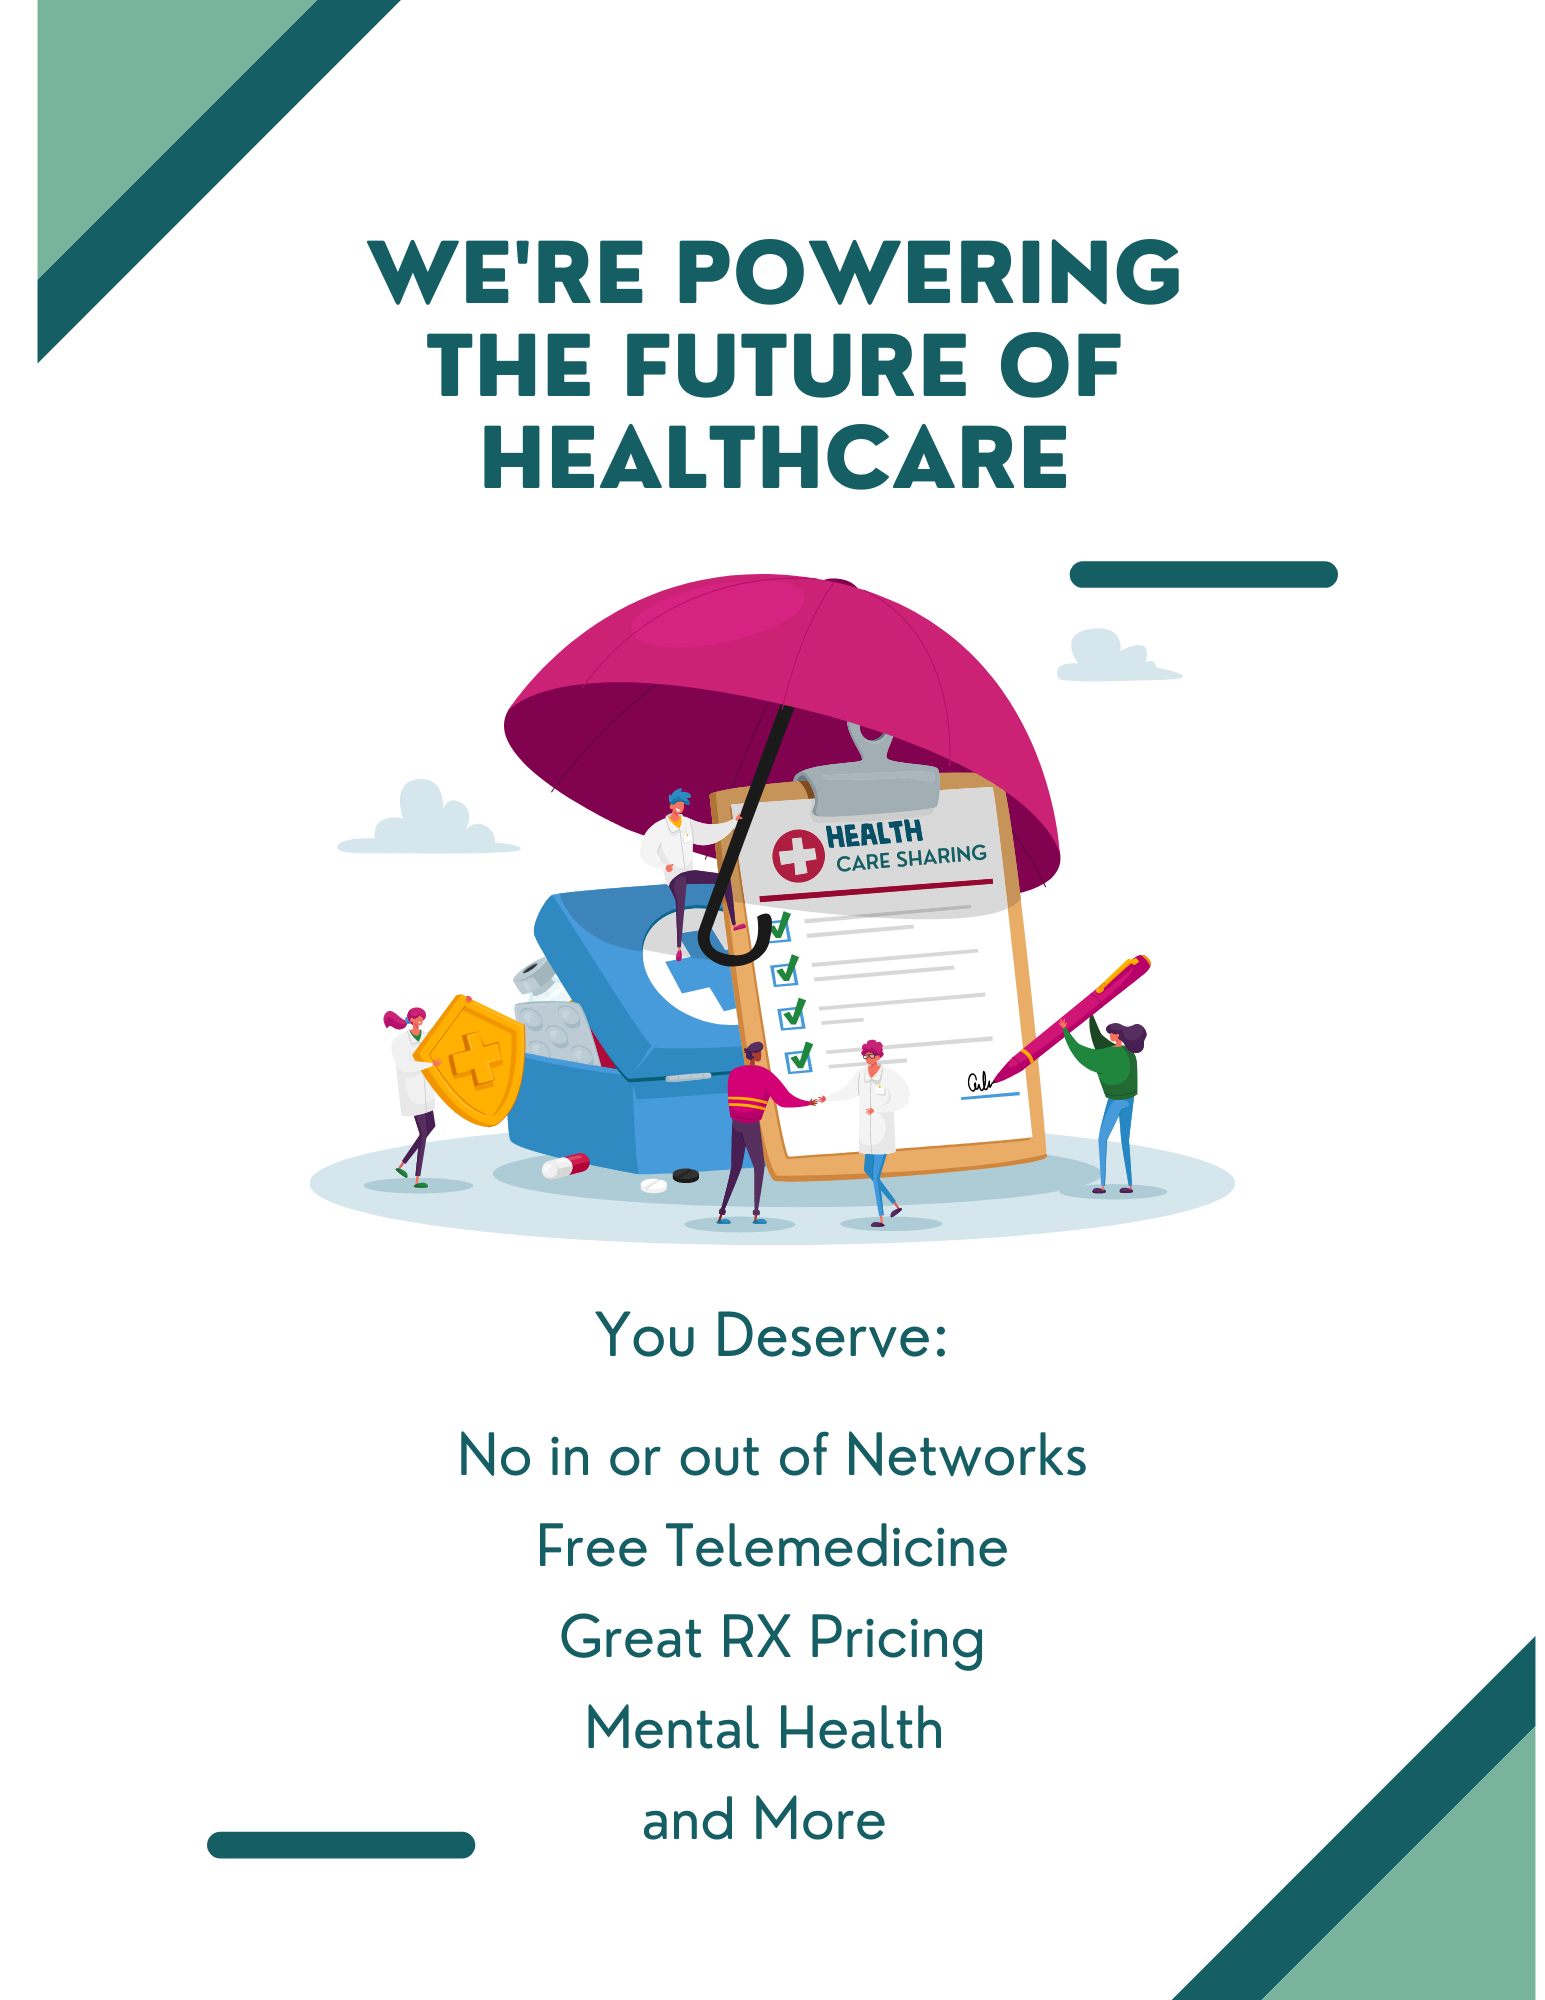 WE'RE POWERING
THE FUTURE OF
HEALTHCARE
HEALTH
CARE SHARING
You Deserve:
No in or out of Networks
Free Telemedicine
Great RX Pricing
Mental Health
and More